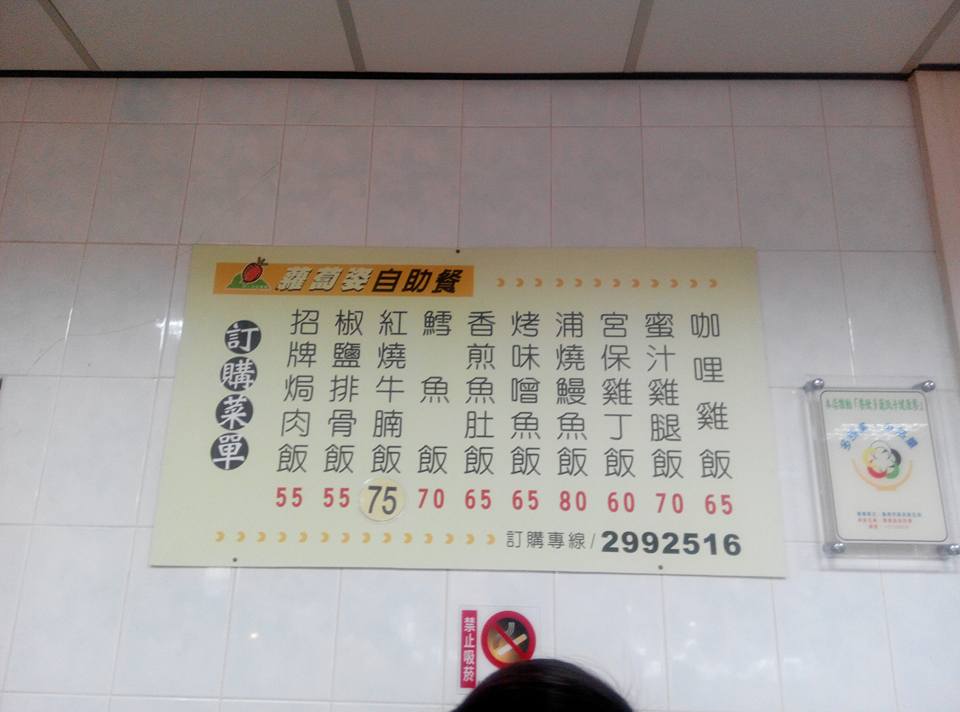 蘿蔔嫈自助餐
訂購菜單
招牌焗肉飯 55
椒鹽排骨飯 55
紅燒牛腩飯 75
鱈魚飯 70
香煎魚肚飯 65
烤味噌魚飯 65
浦燒鰻魚飯 80
宮保雞丁飯 60
蜜汁雞腿飯 70
咖哩雞飯 65
訂購專線/2992516
禁止吸菸